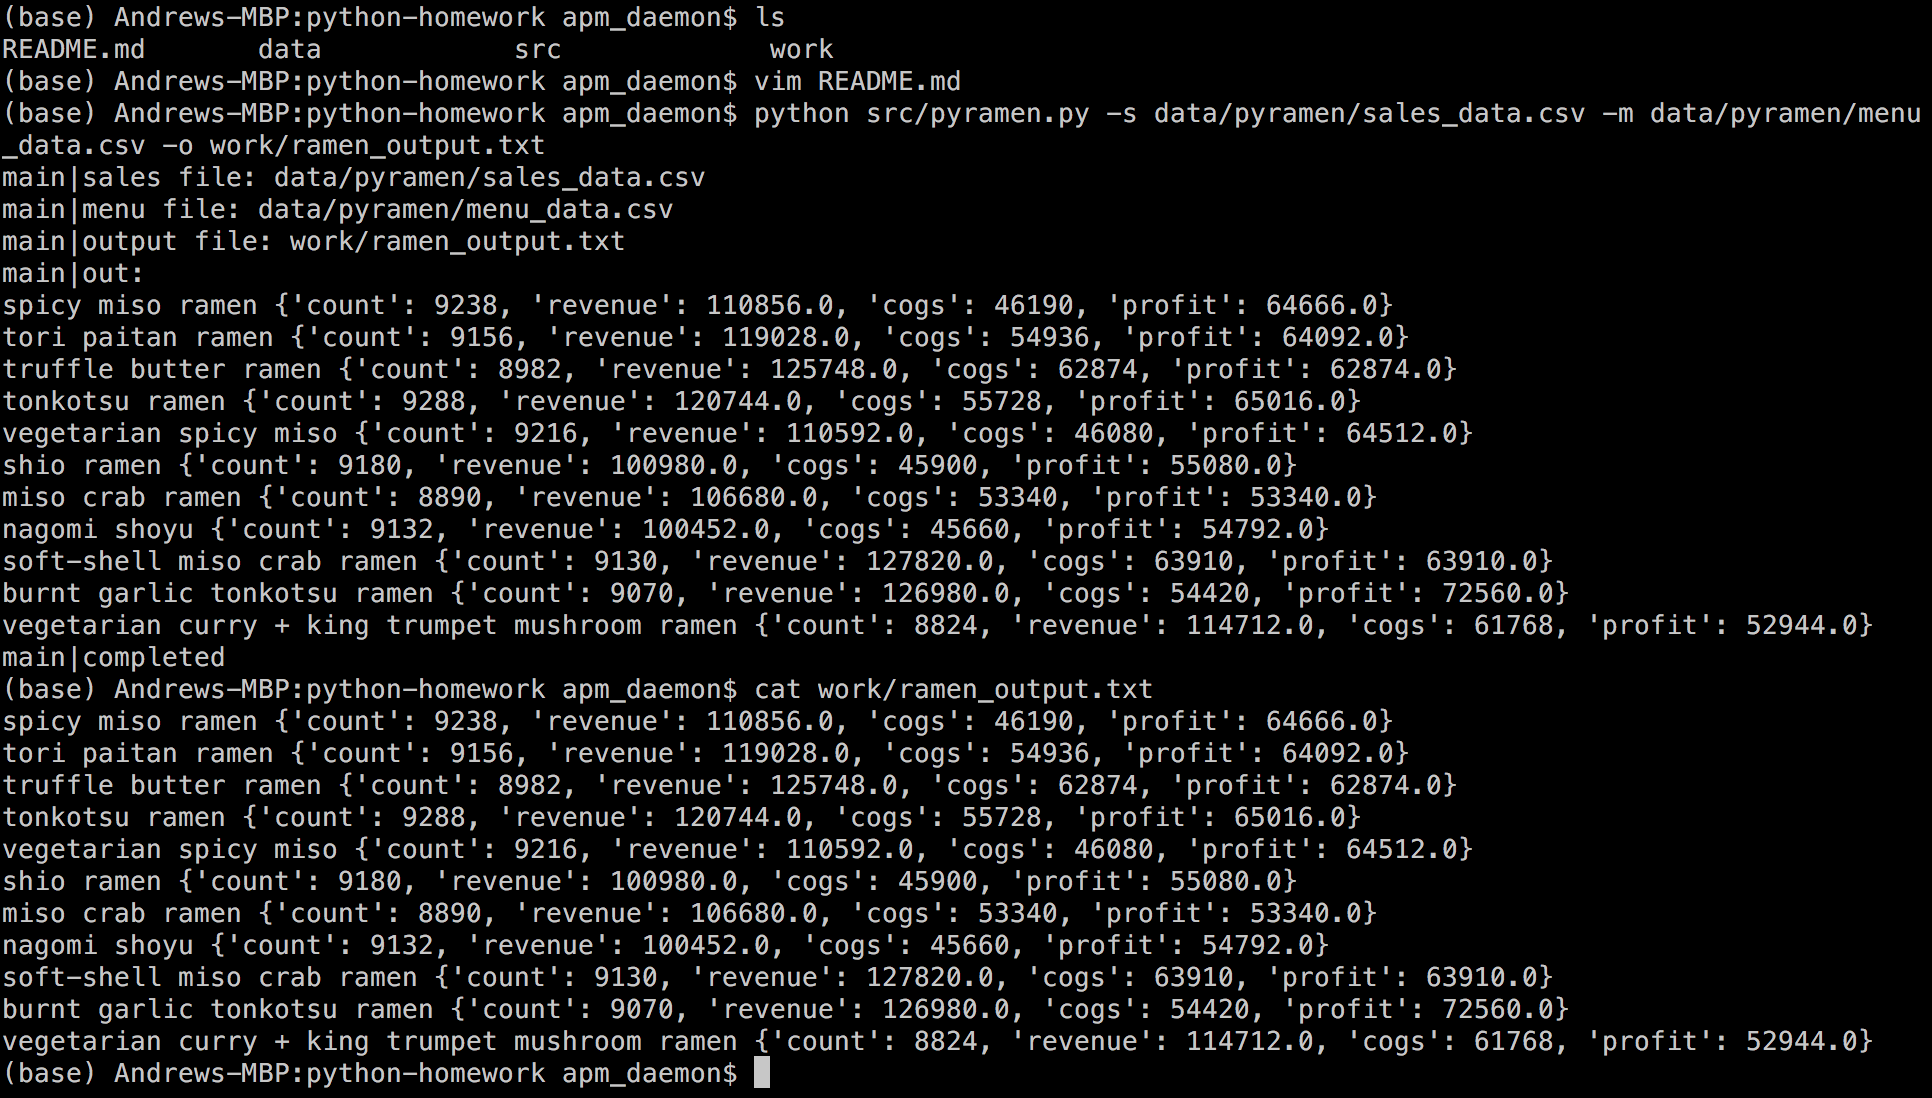 (base) Andrews-MBP:python-homework apm_daemon$ ls
README.md       data            src             work
(base) Andrews-MBP:python-homework apm_daemon$ vim README.md
(base) Andrews-MBP:python-homework apm_daemon$ python src/pyramen.py -s data/pyramen/sales_data.csv -m data/pyramen/menu
_data.csv -o work/ramen_output.txt
main|sales file: data/pyramen/sales_data.csv
main|menu file: data/pyramen/menu_data.csv
main|output file: work/ramen_output.txt
main|out:
spicy miso ramen {'count': 9238, 'revenue': 110856.0, 'cogs': 46190, 'profit': 64666.0}
tori paitan ramen {'count': 9156, 'revenue': 119028.0, 'cogs': 54936, 'profit': 64092.0}
truffle butter ramen {'count': 8982, 'revenue': 125748.0, 'cogs': 62874, 'profit': 62874.0}
tonkotsu ramen {'count': 9288, 'revenue': 120744.0, 'cogs': 55728, 'profit': 65016.0}
vegetarian spicy miso {'count': 9216, 'revenue': 110592.0, 'cogs': 46080, 'profit': 64512.0}
shio ramen {'count': 9180, 'revenue': 100980.0, 'cogs': 45900, 'profit': 55080.0}
miso crab ramen {'count': 8890, 'revenue': 106680.0, 'cogs': 53340, 'profit': 53340.0}
nagomi shoyu {'count': 9132, 'revenue': 100452.0, 'cogs': 45660, 'profit': 54792.0}
soft-shell miso crab ramen {'count': 9130, 'revenue': 127820.0, 'cogs': 63910, 'profit': 63910.0}
burnt garlic tonkotsu ramen {'count': 9070, 'revenue': 126980.0, 'cogs': 54420, 'profit': 72560.0}
vegetarian curry + king trumpet mushroom ramen {'count': 8824, 'revenue': 114712.0, 'cogs': 61768, 'profit': 52944.0}
main|completed
(base) Andrews-MBP:python-homework apm_daemon$ cat work/ramen_output.txt
spicy miso ramen {'count': 9238, 'revenue': 110856.0, 'cogs': 46190, 'profit': 64666.0}
tori paitan ramen {'count': 9156, 'revenue': 119028.0, 'cogs': 54936, 'profit': 64092.0}
truffle butter ramen {'count': 8982, 'revenue': 125748.0, 'cogs': 62874, 'profit': 62874.0}
tonkotsu ramen {'count': 9288, 'revenue': 120744.0, 'cogs': 55728, 'profit': 65016.0}
vegetarian spicy miso {'count': 9216, 'revenue': 110592.0, 'cogs': 46080, 'profit': 64512.0}
shio ramen {'count': 9180, 'revenue': 100980.0, 'cogs': 45900, 'profit': 55080.0}
miso crab ramen {'count': 8890, 'revenue': 106680.0, 'cogs': 53340, 'profit': 53340.0}
nagomi shoyu {'count': 9132, 'revenue': 100452.0, 'cogs': 45660, 'profit': 54792.0}
soft-shell miso crab ramen {'count': 9130, 'revenue': 127820.0, 'cogs': 63910, 'profit': 63910.0}
burnt garlic tonkotsu ramen {'count': 9070, 'revenue': 126980.0, 'cogs': 54420, 'profit': 72560.0}
vegetarian curry + king trumpet mushroom ramen {'count': 8824, 'revenue': 114712.0, 'cogs': 61768, 'profit': 52944.0}
(base) Andrews-MBP:python-homework apm_daemon$